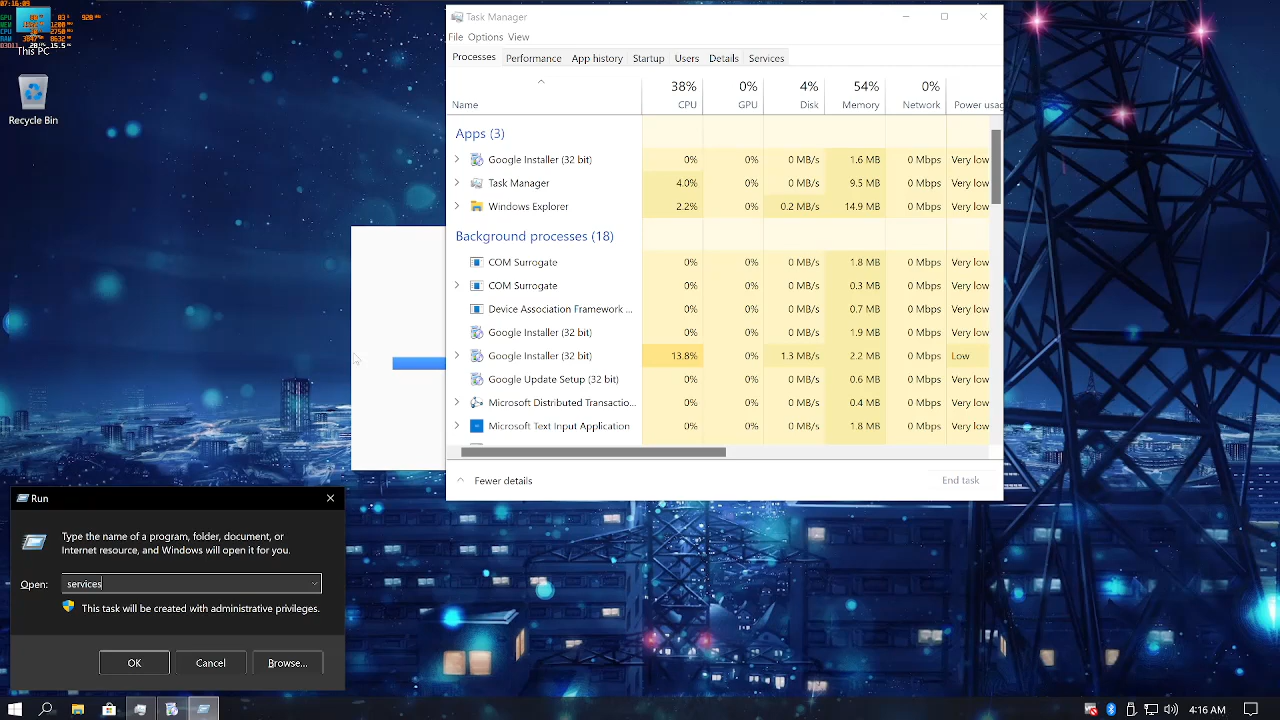 07:16:09
This PC
Recycle Bin
Task Manager
File Options View
Processes Performance App history Startup Users Details Services
38% 0% 4% 54% 0%
Name CPU GPU Disk Memory Network Power usag
Apps (3)
Google Installer (32 bit) 0% 0% 0 MB/s 1.6 MB 0 Mbps Very low
Task Manager 4.0% 0% 0 MB/s 9.5 MB 0 Mbps Very low
Windows Explorer 2.2% 0% 0.2 MB/s 14.9 MB 0 Mbps Very low
Background processes (18)
COM Surrogate 0% 0% 0 MB/s 1.8 MB 0 Mbps Very low
COM Surrogate 0% 0% 0 MB/s 0.3 MB 0 Mbps Very low
Device Association Framework ... 0% 0% 0 MB/s 0.7 MB 0 Mbps Very low
Google Installer (32 bit) 0% 0% 0 MB/s 1.9 MB 0 Mbps Very low
Google Installer (32 bit) 13.8% 0% 1.3 MB/s 2.2 MB 0 Mbps Low
Google Update Setup (32 bit) 0% 0% 0 MB/s 0.6 MB 0 Mbps Very low
Microsoft Distributed Transactio... 0% 0% 0 MB/s 0.4 MB 0 Mbps Very low
Microsoft Text Input Application 0% 0% 0 MB/s 1.8 MB 0 Mbps Very low
Fewer details End task
Run
Type the name of a program, folder, document, or
Internet resource, and Windows will open it for you.
Open: services
This task will be created with administrative privileges.
OK Cancel Browse...
4:16 AM